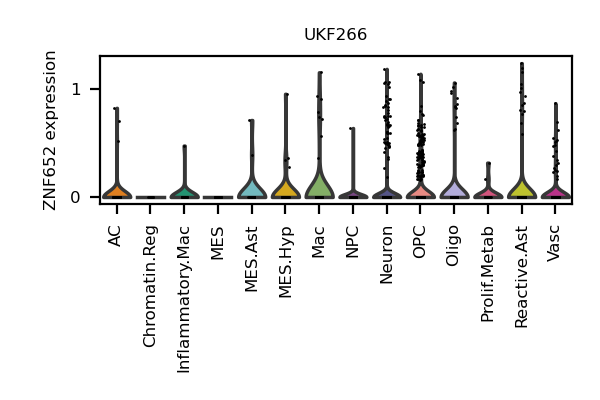 UKF266
ZNF652 expression
1
0
AC
Chromatin.Reg
Inflammatory.Mac
MES
MES.Ast
MES.Hyp
Mac
NPC
Neuron
OPC
Oligo
Prolif.Metab
Reactive.Ast
Vasc